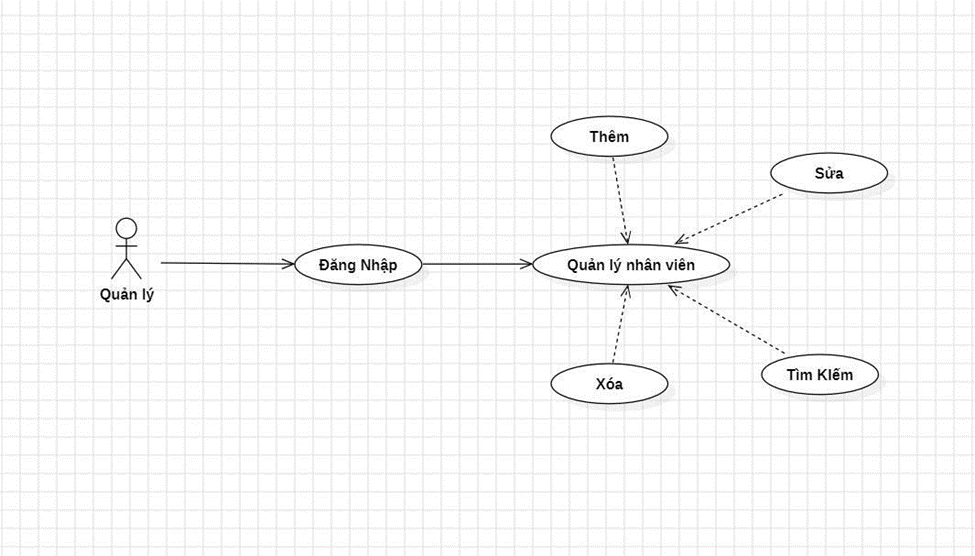 Thêm
Sửa
Quản lý
Đăng Nhập
Quản lý nhân viên
Xóa
Tìm KIếm